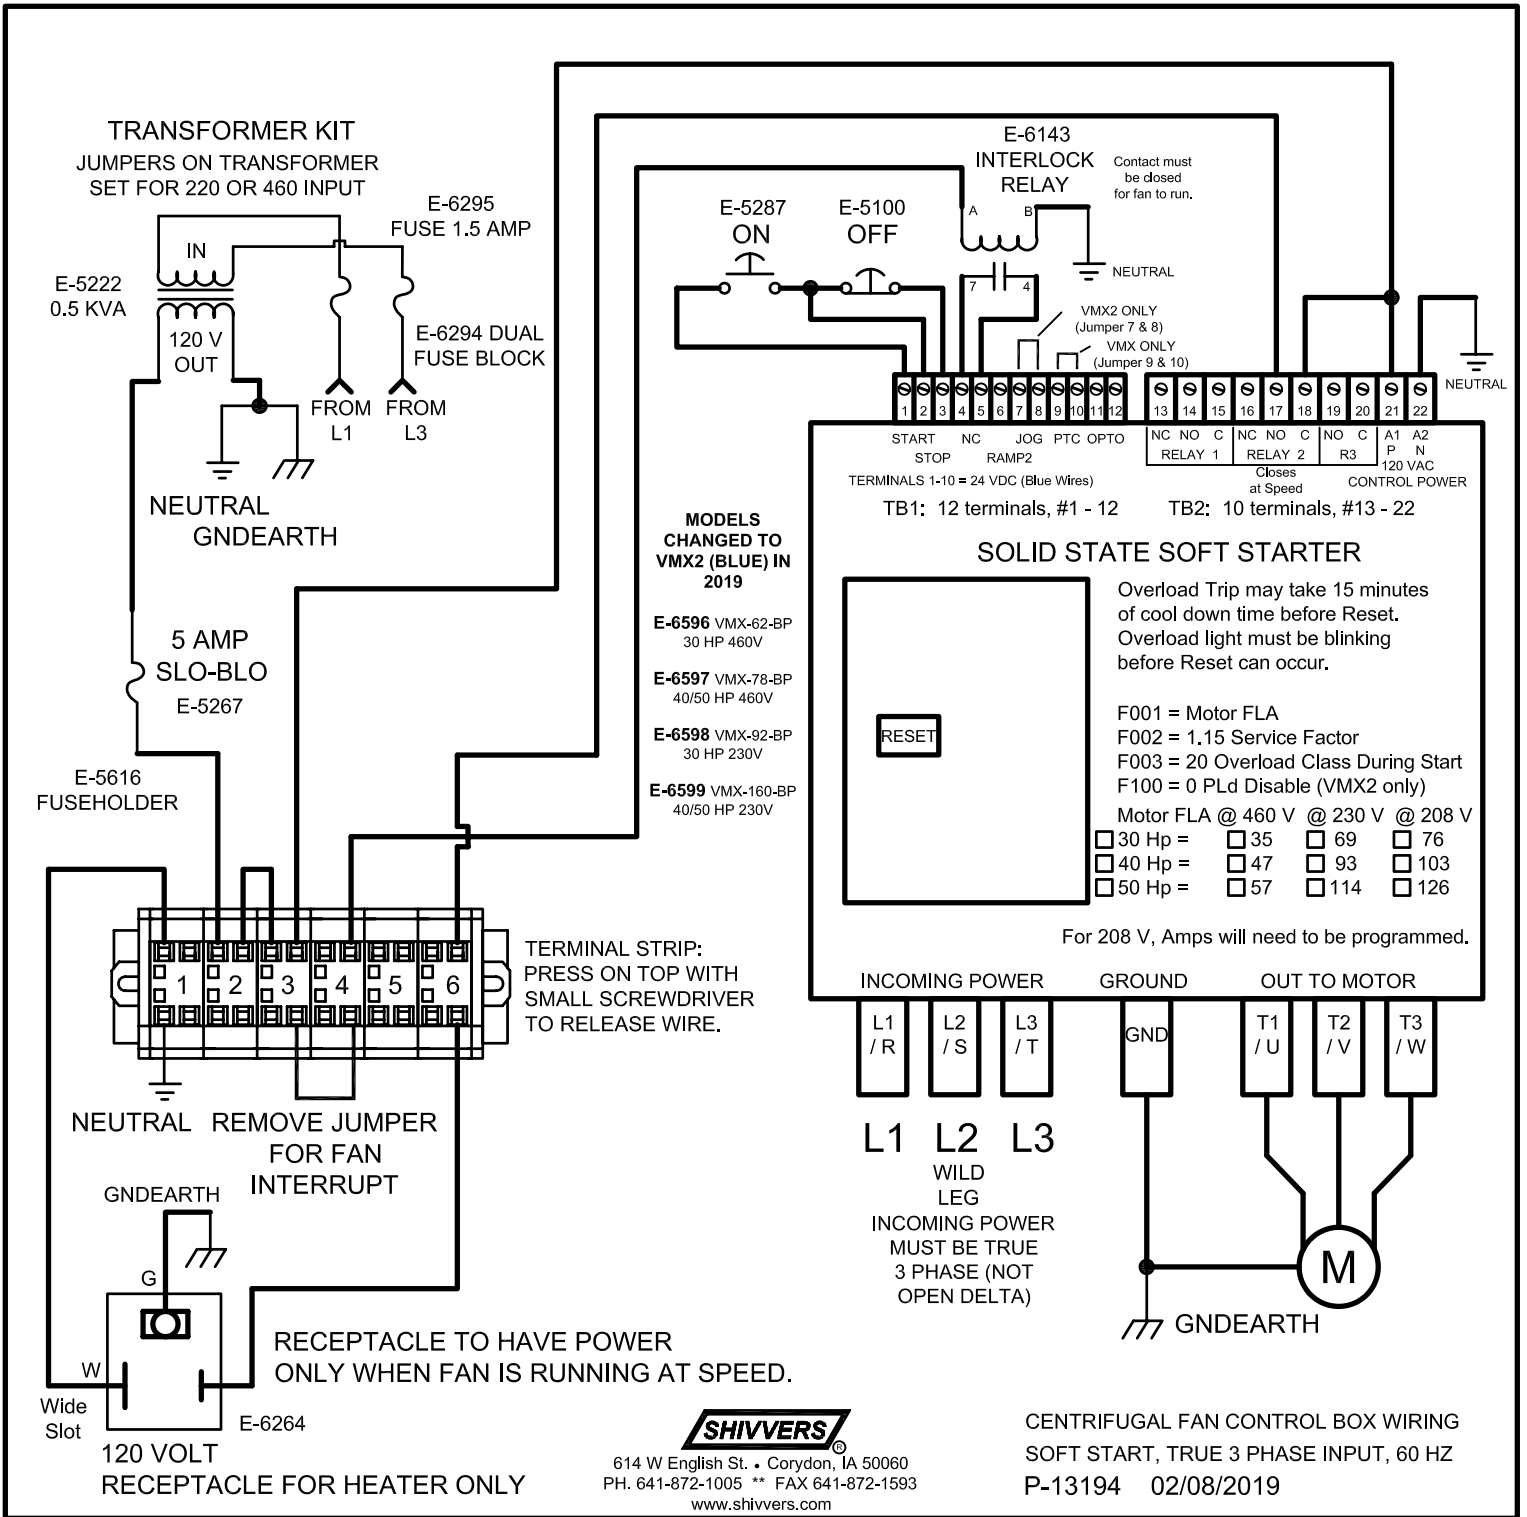 TRANSFORMER KIT
JUMPERS ON TRANSFORMER
SET FOR 220 OR 460 INPUT
E-6295
FUSE 1.5 AMP
IN
E-5222
0.5 KVA
120 V
OUT
E-6294 DUAL
FUSE BLOCK
FROM
L1
FROM
L3
NEUTRAL
GNDEARTH
5 AMP
SLO-BLO
E-5267
E-5616
FUSEHOLDER
E-5287
ON
E-5100
OFF
E-6143
INTERLOCK
RELAY
Contact must
be closed
for fan to run.
A
B
NEUTRAL
7
4
VMX2 ONLY
(Jumper 7 & 8)
VMX ONLY
(Jumper 9 & 10)
NEUTRAL
1 2 3 4 5 6 7 8 9 10 11 12
START NC JOG PTC OPTO
STOP RAMP2
TERMINALS 1-10 = 24 VDC (Blue Wires)
TB1: 12 terminals, #1 - 12
13 14 15 16 17 18 19 20 21 22
NC NO C NC NO C NO C A1 A2
RELAY 1 RELAY 2 R3 P N
Closes
at Speed
120 VAC
CONTROL POWER
TB2: 10 terminals, #13 - 22
MODELS
CHANGED TO
VMX2 (BLUE) IN
2019
E-6596 VMX-62-BP
30 HP 460V
E-6597 VMX-78-BP
40/50 HP 460V
E-6598 VMX-92-BP
30 HP 230V
E-6599 VMX-160-BP
40/50 HP 230V
SOLID STATE SOFT STARTER
RESET
Overload Trip may take 15 minutes
of cool down time before Reset.
Overload light must be blinking
before Reset can occur.
F001 = Motor FLA
F002 = 1.15 Service Factor
F003 = 20 Overload Class During Start
F100 = 0 PLd Disable (VMX2 only)
Motor FLA @ 460 V @ 230 V @ 208 V
30 Hp = 35 69 76
40 Hp = 47 93 103
50 Hp = 57 114 126
For 208 V, Amps will need to be programmed.
INCOMING POWER GROUND OUT TO MOTOR
L1
/ R
L2
/ S
L3
/ T
GND
T1
/ U
T2
/ V
T3
/ W
L1 L2 L3
WILD
LEG
INCOMING POWER
MUST BE TRUE
3 PHASE (NOT
OPEN DELTA)
M
GNDEARTH
1 2 3 4 5 6
TERMINAL STRIP:
PRESS ON TOP WITH
SMALL SCREWDRIVER
TO RELEASE WIRE.
NEUTRAL
REMOVE JUMPER
FOR FAN
INTERRUPT
GNDEARTH
G
W
Wide
Slot
E-6264
RECEPTACLE TO HAVE POWER
ONLY WHEN FAN IS RUNNING AT SPEED.
120 VOLT
RECEPTACLE FOR HEATER ONLY
SHIVVERS ®
614 W English St. • Corydon, IA 50060
PH. 641-872-1005 ** FAX 641-872-1593
www.shivvers.com
CENTRIFUGAL FAN CONTROL BOX WIRING
SOFT START, TRUE 3 PHASE INPUT, 60 HZ
P-13194 02/08/2019